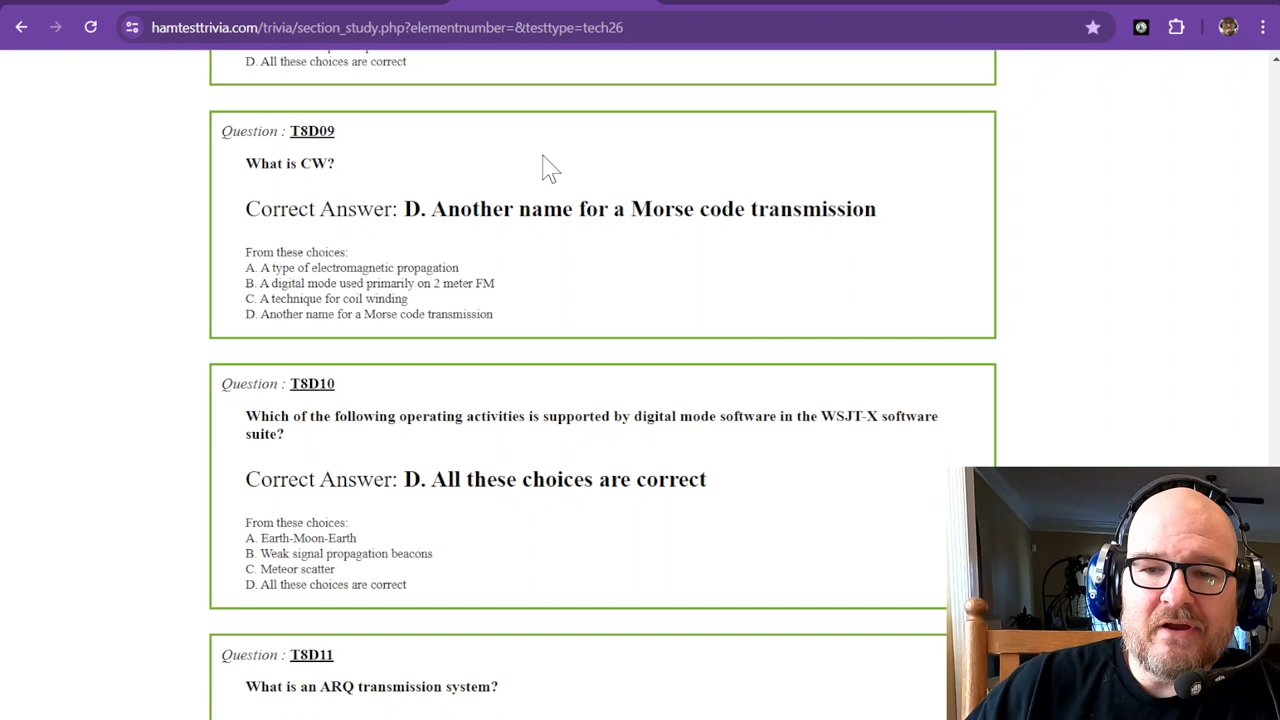 hamtesttrivia.com/trivia/section_study.php?elementnumber=&testtype=tech26
D. All these choices are correct
Question : T8D09
What is CW?
Correct Answer: D. Another name for a Morse code transmission
From these choices:
A. A type of electromagnetic propagation
B. A digital mode used primarily on 2 meter FM
C. A technique for coil winding
D. Another name for a Morse code transmission
Question : T8D10
Which of the following operating activities is supported by digital mode software in the WSJT-X software
suite?
Correct Answer: D. All these choices are correct
From these choices:
A. Earth-Moon-Earth
B. Weak signal propagation beacons
C. Meteor scatter
D. All these choices are correct
Question : T8D11
What is an ARQ transmission system?